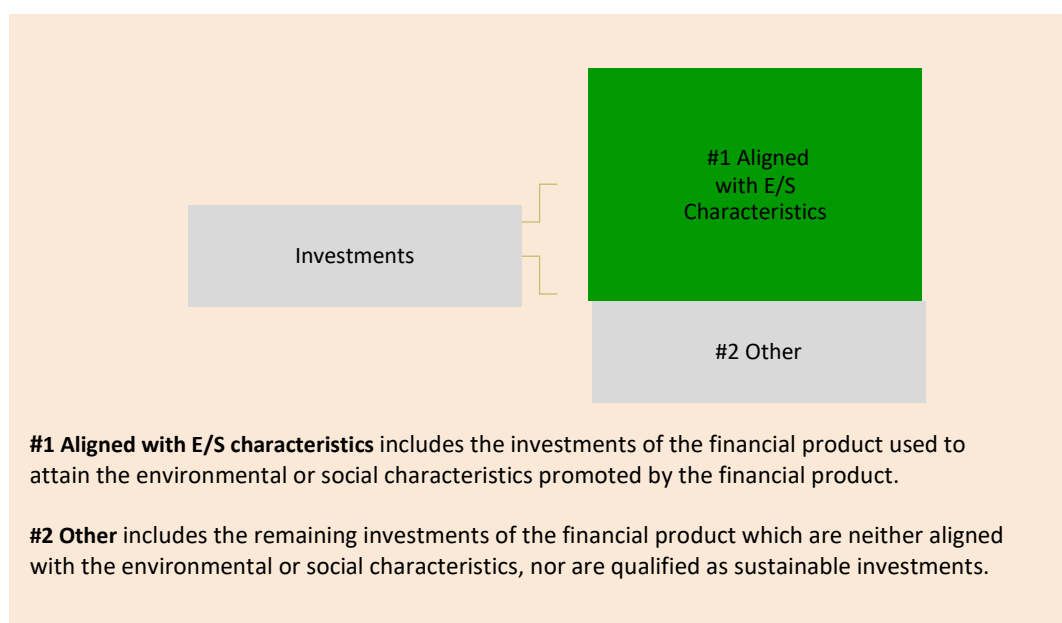 #1 Aligned
with E/S
Characteristics
Investments
#2 Other
#1 Aligned with E/S characteristics includes the investments of the financial product used to
attain the environmental or social characteristics promoted by the financial product.
#2 Other includes the remaining investments of the financial product which are neither aligned
with the environmental or social characteristics, nor are qualified as sustainable investments.